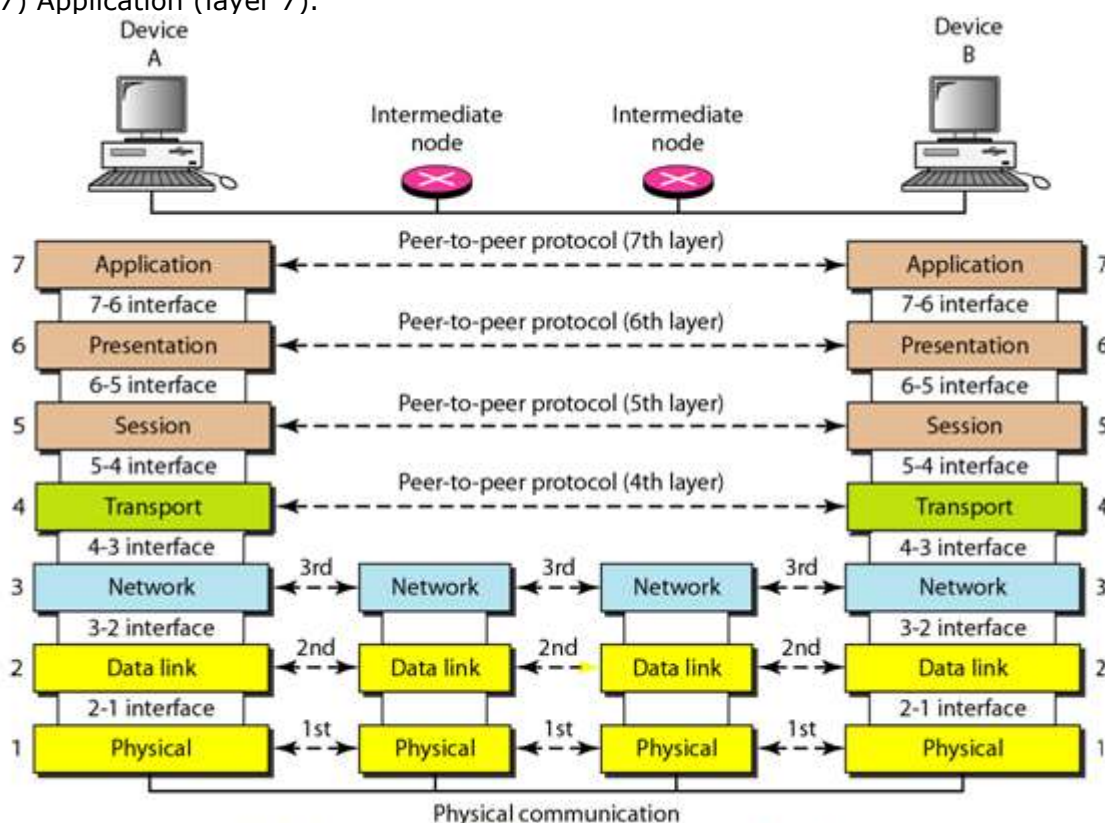 7) Application (layer 7).
Device
A
Device
B
Intermediate
node
Intermediate
node
Peer-to-peer protocol (7th layer)
7 Application Application 7
7-6 interface 7-6 interface
Peer-to-peer protocol (6th layer)
6 Presentation Presentation 6
6-5 interface 6-5 interface
Peer-to-peer protocol (5th layer)
5 Session Session 5
5-4 interface 5-4 interface
Peer-to-peer protocol (4th layer)
4 Transport Transport 4
4-3 interface 4-3 interface
3 Network 3rd Network 3rd Network 3rd Network 3
3-2 interface 3-2 interface
2 Data link 2nd Data link 2nd Data link 2nd Data link 2
2-1 interface 2-1 interface
1 Physical 1st Physical 1st Physical 1st Physical 1
Physical communication